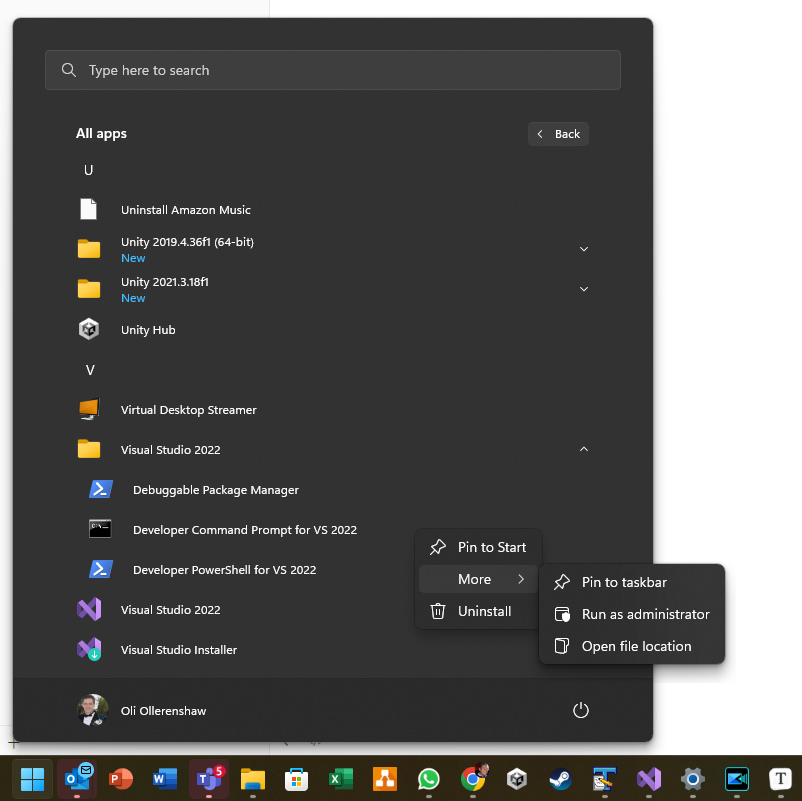 Type here to search
All apps
Back
U
Uninstall Amazon Music
Unity 2019.4.36f1 (64-bit)
New
Unity 2021.3.18f1
New
Unity Hub
V
Virtual Desktop Streamer
Visual Studio 2022
Debuggable Package Manager
Developer Command Prompt for VS 2022
Developer PowerShell for VS 2022
Visual Studio 2022
Visual Studio Installer
Pin to Start
More
Uninstall
Pin to taskbar
Run as administrator
Open file location
Oli Ollerenshaw
5